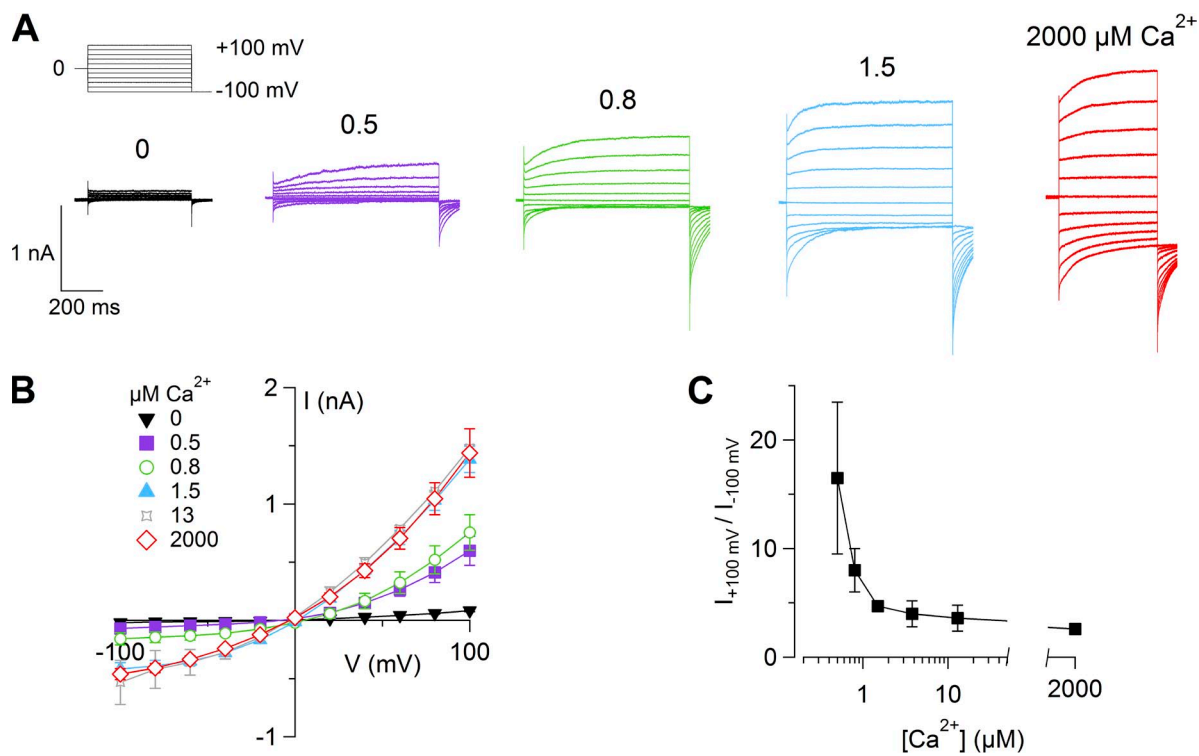 A
+100 mV
0
-100 mV
0
0.5
0.8
1.5
2000 µM Ca2+
1 nA
200 ms
B
µM Ca2+
0
0.5
0.8
1.5
13
2000
2
I (nA)
1
-100
V (mV)
100
-1
C
I+100 mV / I-100 mV
20
10
0
1
10
2000
[Ca2+] (µM)